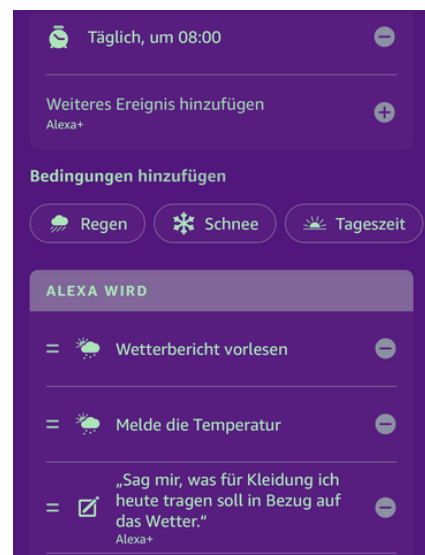 Täglich, um 08:00
Weiteres Ereignis hinzufügen
Alexa+
Bedingungen hinzufügen
Regen
Schnee
Tageszeit
ALEXA WIRD
Wetterbericht vorlesen
Melde die Temperatur
„Sag mir, was für Kleidung ich
heute tragen soll in Bezug auf
das Wetter.“
Alexa+